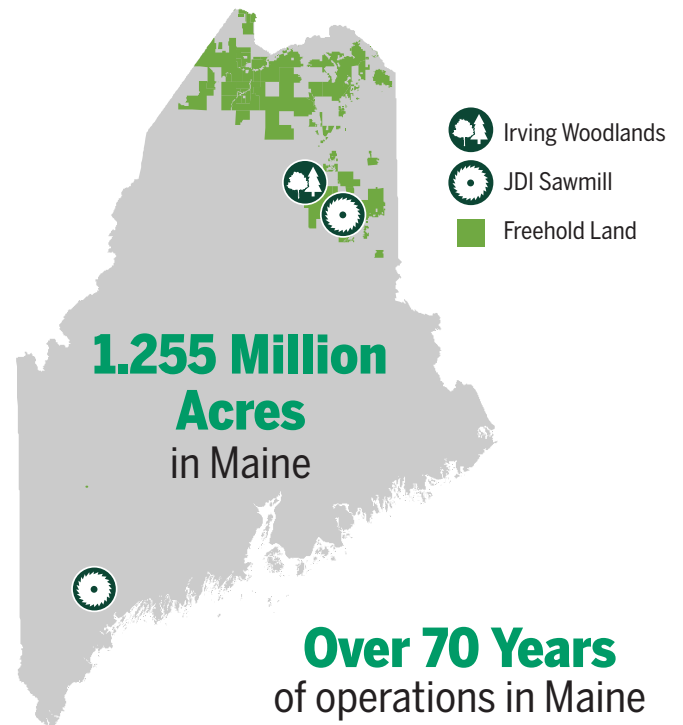 Irving Woodlands
JDI Sawmill
Freehold Land
1.255 Million
Acres
in Maine
Over 70 Years
of operations in Maine